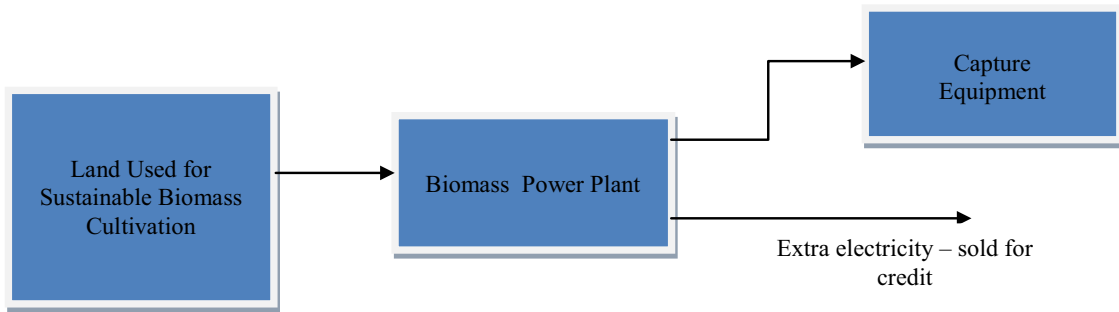 Land Used for
Sustainable Biomass
Cultivation
Biomass Power Plant
Capture
Equipment
Extra electricity – sold for
credit